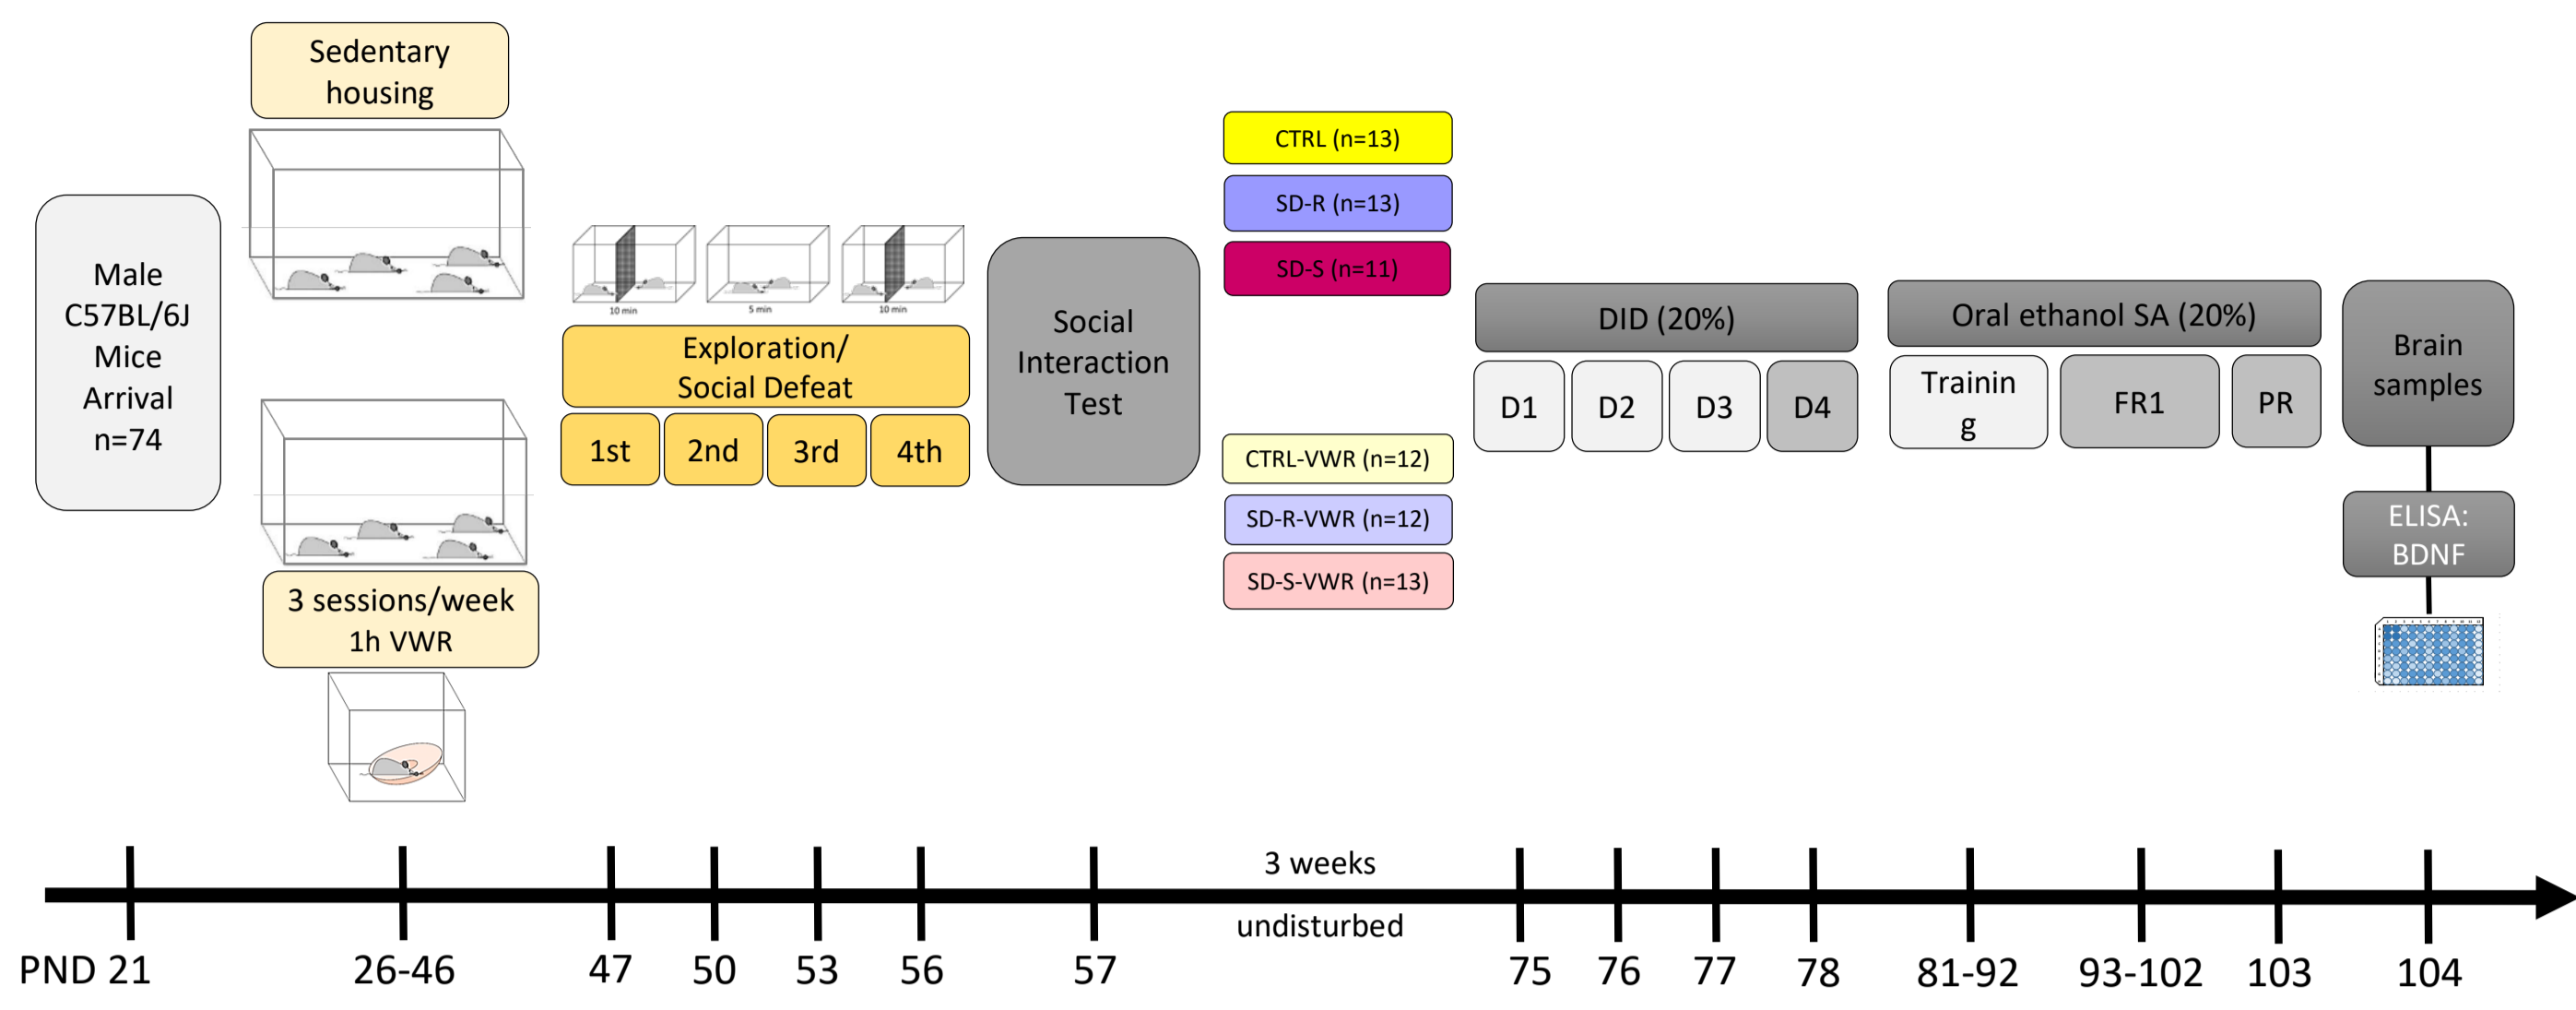 Sedentary
housing
Male
C57BL/6J
Mice
Arrival
n=74
3 sessions/week
1h VWR
10 min
5 min
10 min
Exploration/
Social Defeat
1st
2nd
3rd
4th
Social
Interaction
Test
CTRL (n=13)
SD-R (n=13)
SD-S (n=11)
CTRL-VWR (n=12)
SD-R-VWR (n=12)
SD-S-VWR (n=13)
DID (20%)
D1
D2
D3
D4
Oral ethanol SA (20%)
Trainin
g
FR1
PR
Brain
samples
ELISA:
BDNF
3 weeks
undisturbed
PND 21
26-46
47
50
53
56
57
75
76
77
78
81-92
93-102
103
104